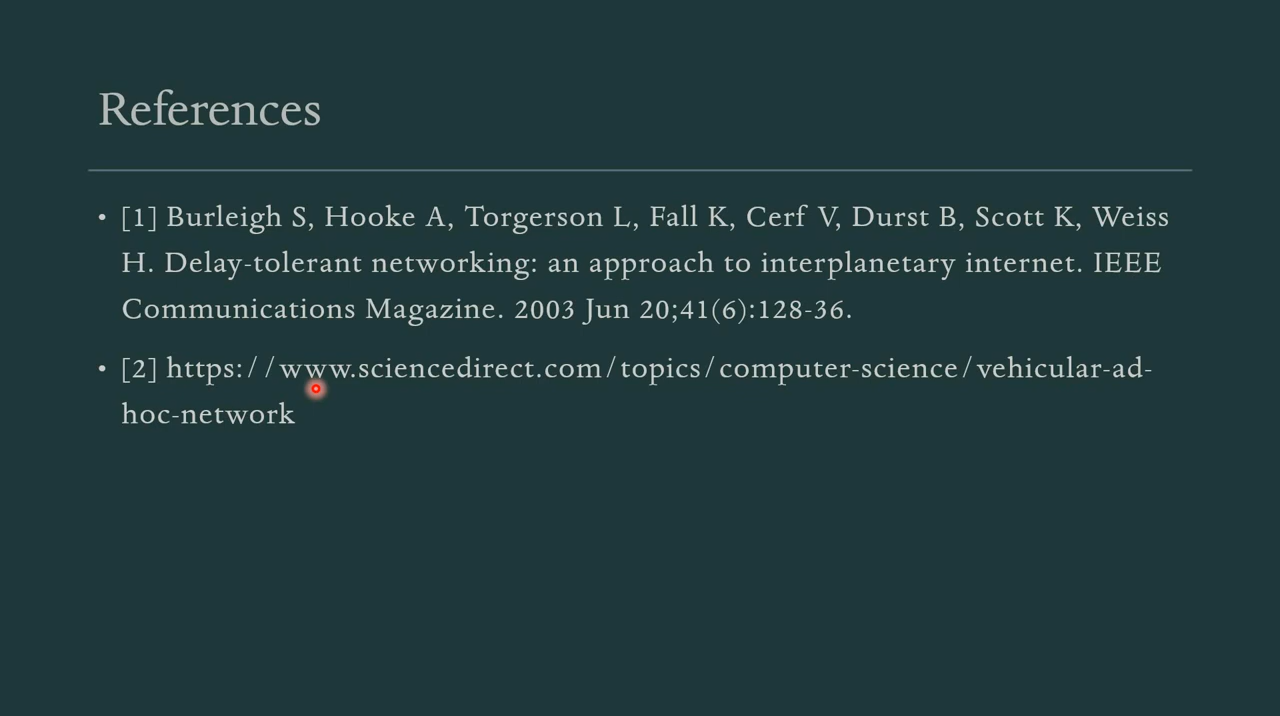 References
• [1] Burleigh S, Hooke A, Torgerson L, Fall K, Cerf V, Durst B, Scott K, Weiss
H. Delay-tolerant networking: an approach to interplanetary internet. IEEE
Communications Magazine. 2003 Jun 20;41(6):128-36.
• [2] https://www.sciencedirect.com/topics/computer-science/vehicular-ad-
hoc-network